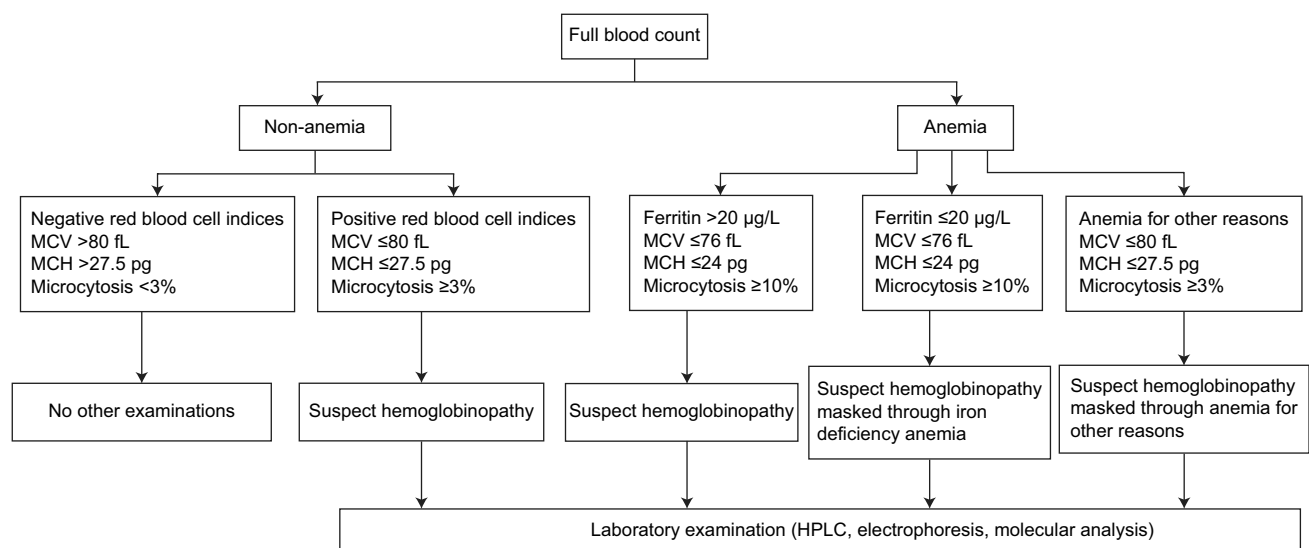 Full blood count
Non-anemia
Anemia
Negative red blood cell indices
MCV >80 fL
MCH >27.5 pg
Microcytosis <3%
Positive red blood cell indices
MCV ≤80 fL
MCH ≤27.5 pg
Microcytosis ≥3%
Ferritin >20 µg/L
MCV ≤76 fL
MCH ≤24 pg
Microcytosis ≥10%
Ferritin ≤20 µg/L
MCV ≤76 fL
MCH ≤24 pg
Microcytosis ≥10%
Anemia for other reasons
MCV ≤80 fL
MCH ≤27.5 pg
Microcytosis ≥3%
No other examinations
Suspect hemoglobinopathy
Suspect hemoglobinopathy
Suspect hemoglobinopathy
masked through iron
deficiency anemia
Suspect hemoglobinopathy
masked through anemia for
other reasons
Laboratory examination (HPLC, electrophoresis, molecular analysis)